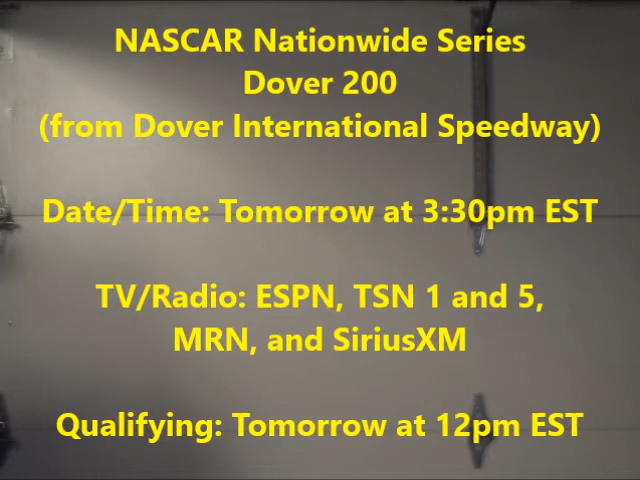 NASCAR Nationwide Series
Dover 200
(from Dover International Speedway)
Date/Time: Tomorrow at 3:30pm EST
TV/Radio: ESPN, TSN 1 and 5,
MRN, and SiriusXM
Qualifying: Tomorrow at 12pm EST